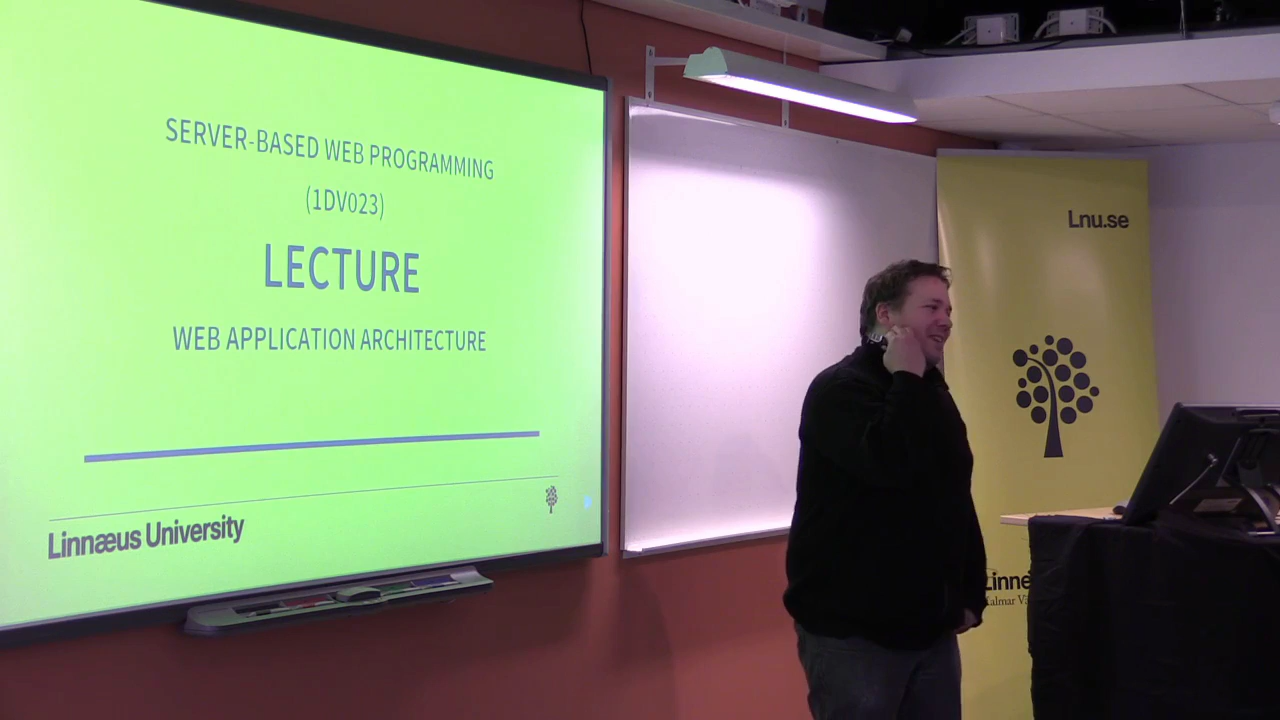 SERVER-BASED WEB PROGRAMMING
(1DV023)
LECTURE
WEB APPLICATION ARCHITECTURE
Linnæus University
Lnu.se